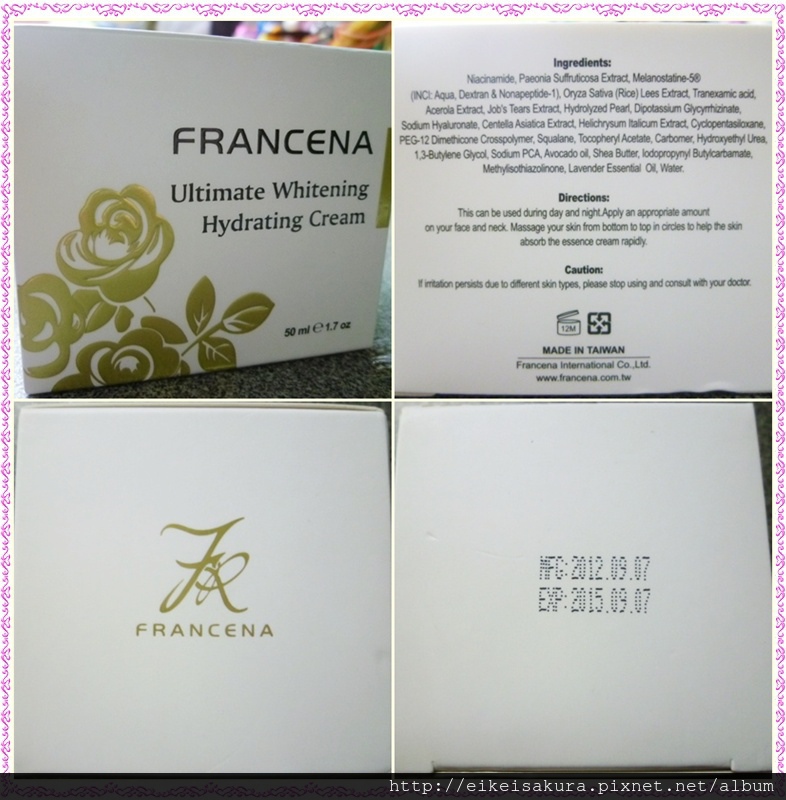 FRANCENA
Ultimate Whitening
Hydrating Cream
50 ml ℮ 1.7 oz
Ingredients:
Niacinamide, Paeonia Suffruticosa Extract, Melanostatine-5®
(INCI: Aqua, Dextran & Nonapeptide-1), Oryza Sativa (Rice) Lees Extract, Tranexamic acid,
Acerola Extract, Job's Tears Extract, Hydrolyzed Pearl, Dipotassium Glycyrrhizinate,
Sodium Hyaluronate, Centella Asiatica Extract, Helichrysum Italicum Extract, Cyclopentasiloxane,
PEG-12 Dimethicone Crosspolymer, Squalane, Tocopheryl Acetate, Carbomer, Hydroxyethyl Urea,
1,3-Butylene Glycol, Sodium PCA, Avocado oil, Shea Butter, Iodopropynyl Butylcarbamate,
Methylisothiazolinone, Lavender Essential Oil, Water.
Directions:
This can be used during day and night.Apply an appropriate amount
on your face and neck. Massage your skin from bottom to top in circles to help the skin
absorb the essence cream rapidly.
Caution:
If irritation persists due to different skin types, please stop using and consult with your doctor.
12M
MADE IN TAIWAN
Francena International Co.,Ltd.
www.francena.com.tw
FR
FRANCENA
MFG:2012.09.07
EXP:2015.09.07
http://eikeisakura.pixnet.net/album